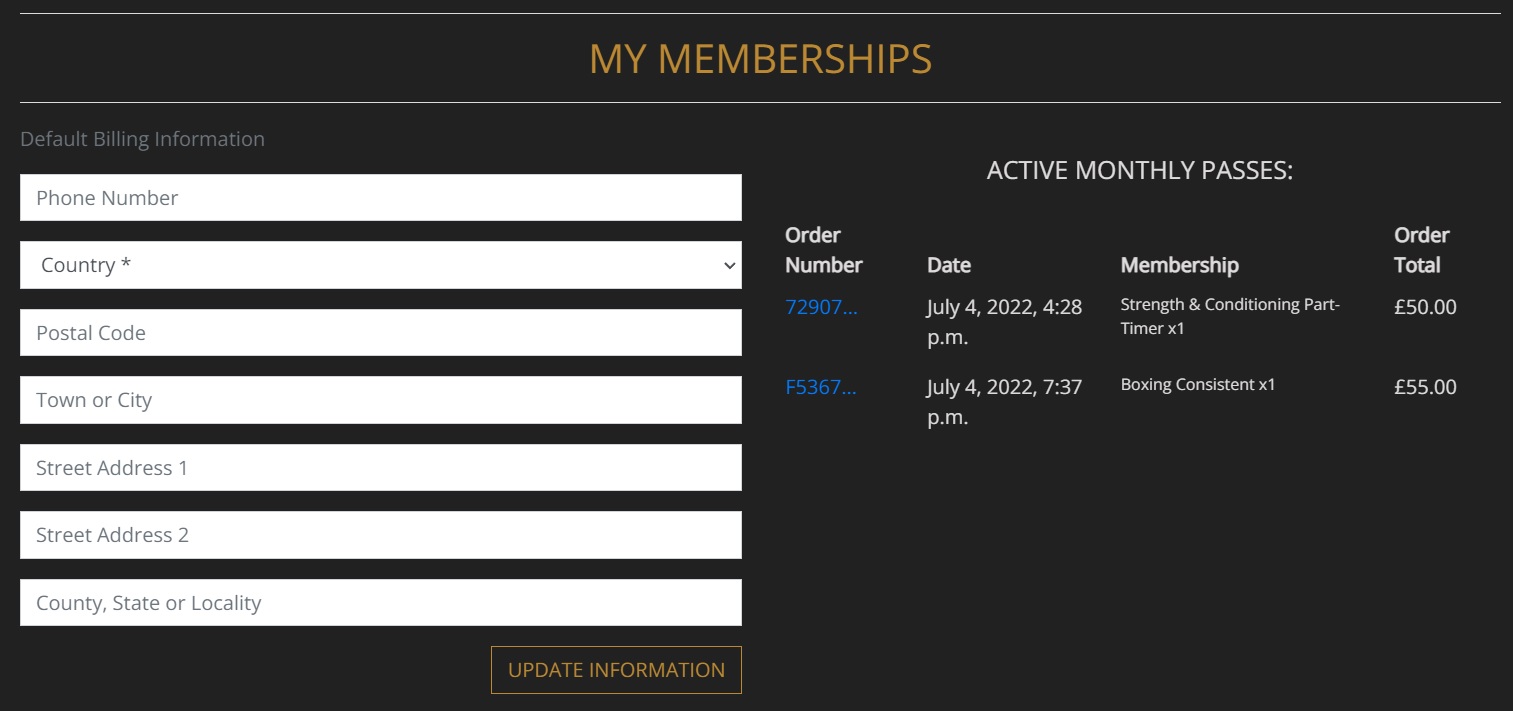 MY MEMBERSHIPS
Default Billing Information
Phone Number
Country *
Postal Code
Town or City
Street Address 1
Street Address 2
County, State or Locality
UPDATE INFORMATION
ACTIVE MONTHLY PASSES:
Order Number Date Membership Order Total
72907... July 4, 2022, 4:28 p.m. Strength & Conditioning Part-Timer x1 £50.00
F5367... July 4, 2022, 7:37 p.m. Boxing Consistent x1 £55.00